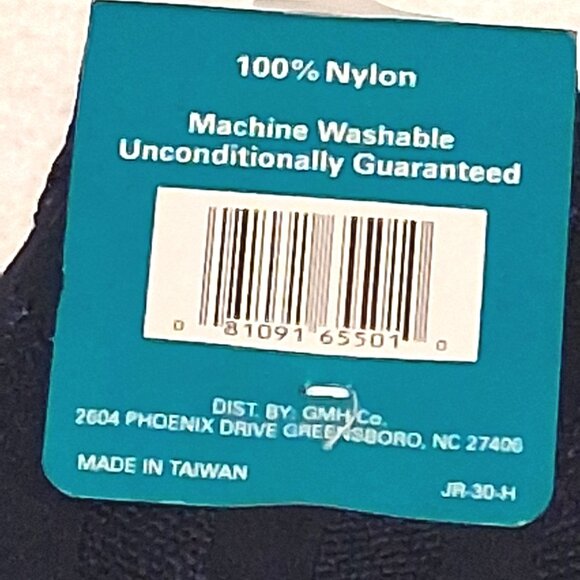 100% Nylon
Machine Washable
Unconditionally Guaranteed
0 81091 65501 0
DIST. BY: GMH Co.
2604 PHOENIX DRIVE GREENSBORO, NC 27406
MADE IN TAIWAN
JR-30-H